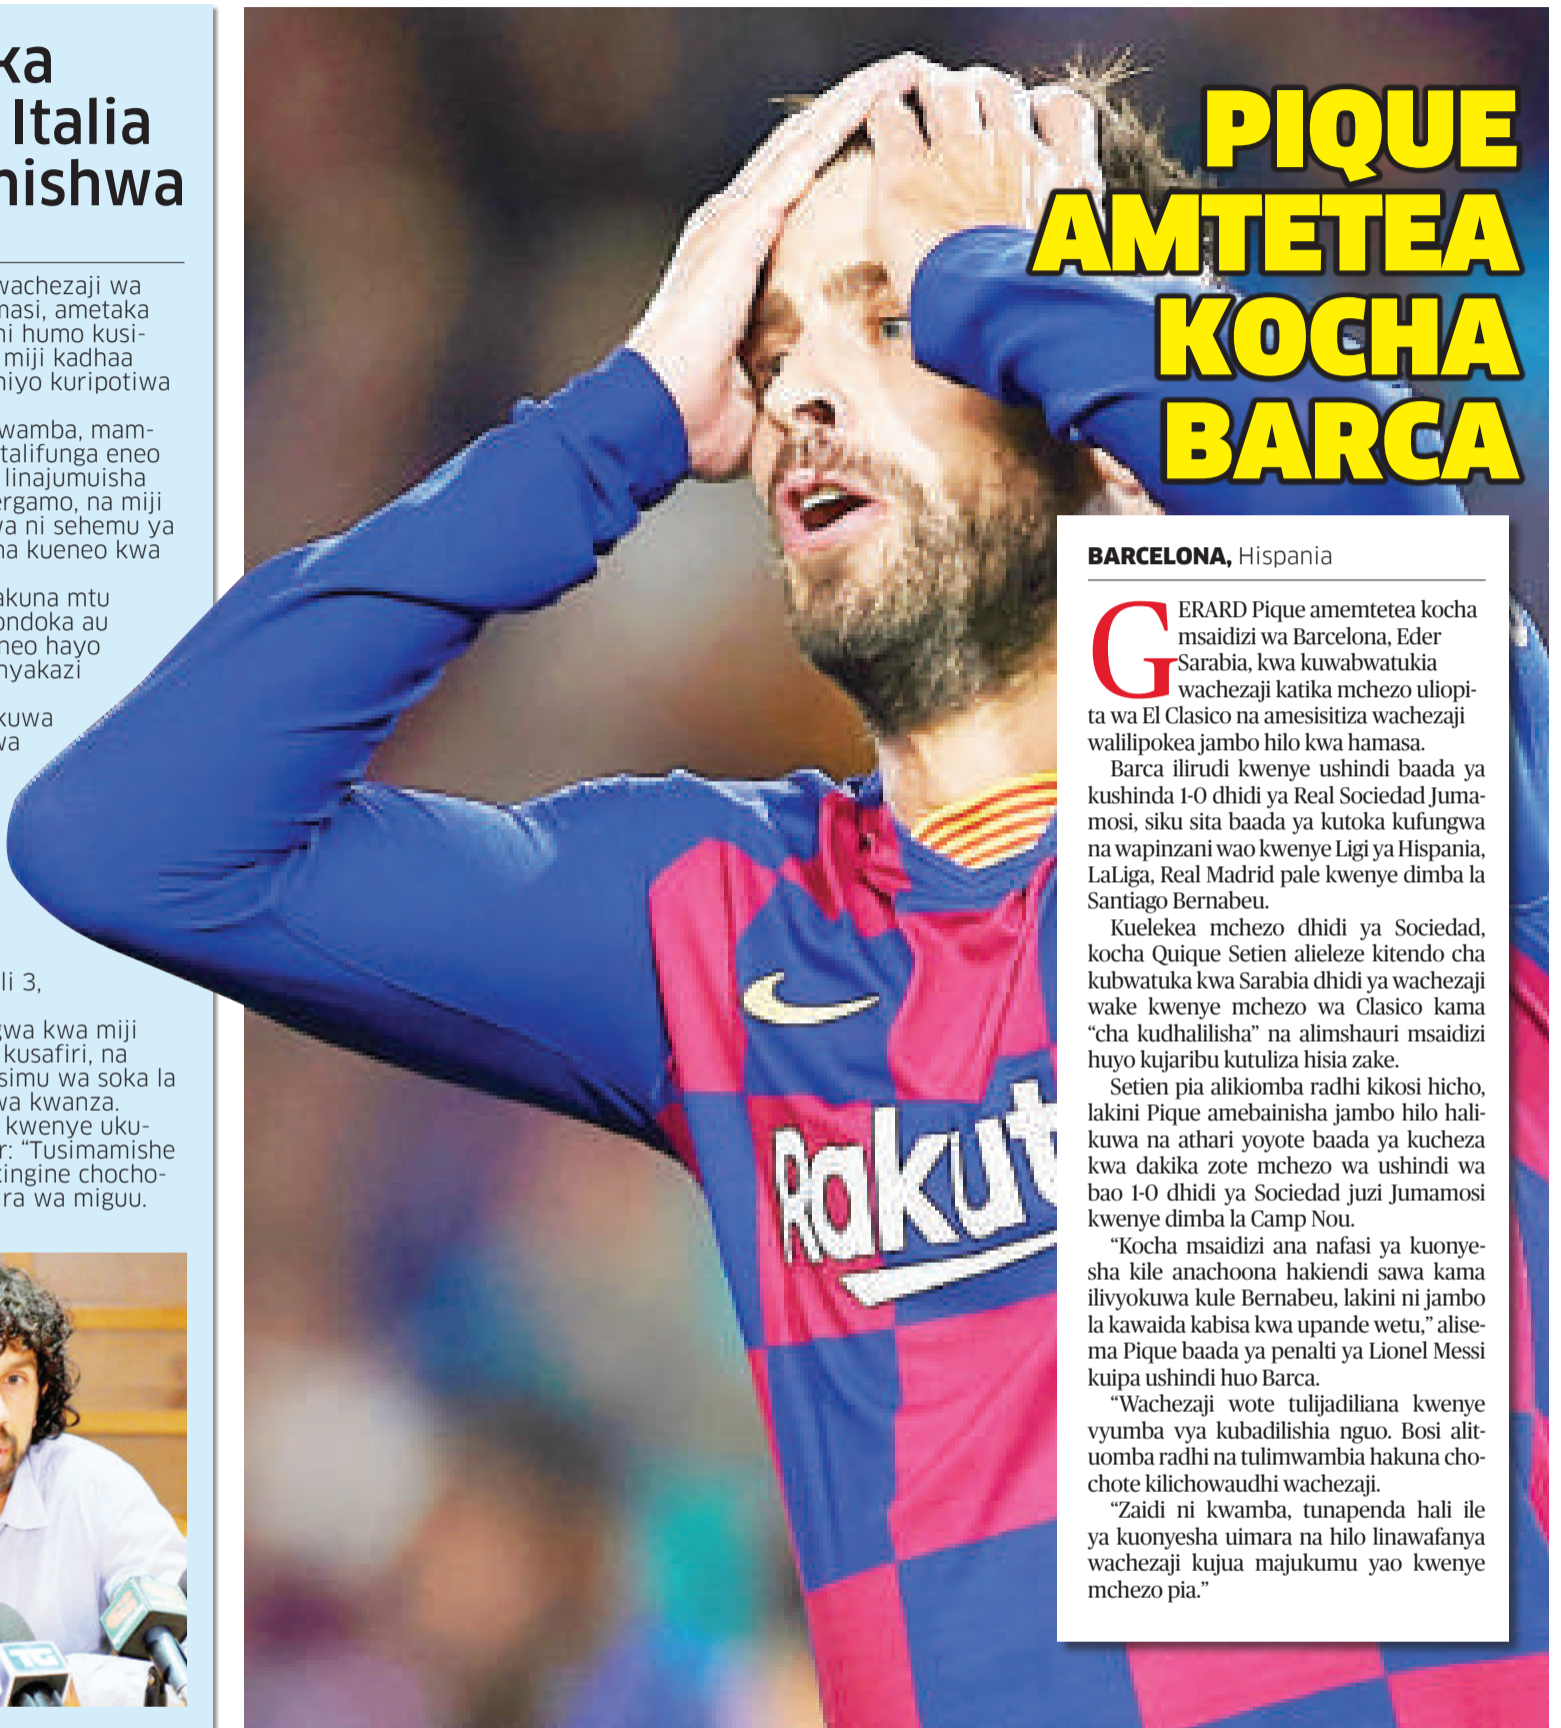 ka
Italia
nishwa
wachezaji wa
masi, ametaka
ni humo kusi-
miji kadhaa
hiyo kuripotiwa
wamba, mam-
talifunga eneo
linajumuisha
ergamo, na miji
wa ni sehemu ya
na kueneo kwa
akuna mtu
ondoka au
neo hayo
nyakazi
kuwa
wa
li 3,
gwa kwa miji
kusafiri, na
simu wa soka la
wa kwanza.
kwenye uku-
r: “Tusimamishe
kingine chocho-
ira wa miguu.
TG
PIQUE
AMTETEA
KOCHA
BARCA
BARCELONA, Hispania
GERARD Pique amemtetea kocha
msaidizi wa Barcelona, Eder
Sarabia, kwa kuwabwatukia
wachezaji katika mchezo uliopi-
ta wa El Clasico na amesisitiza wachezaji
walilipokea jambo hilo kwa hamasa.
Barca ilirudi kwenye ushindi baada ya
kushinda 1-0 dhidi ya Real Sociedad Juma-
mosi, siku sita baada ya kutoka kufungwa
na wapinzani wao kwenye Ligi ya Hispania,
LaLiga, Real Madrid pale kwenye dimba la
Santiago Bernabeu.
Kuelekea mchezo dhidi ya Sociedad,
kocha Quique Setien alieleze kitendo cha
kubwatuka kwa Sarabia dhidi ya wachezaji
wake kwenye mchezo wa Clasico kama
“cha kudhalilisha” na alimshauri msaidizi
huyo kujaribu kutuliza hisia zake.
Setien pia alikiomba radhi kikosi hicho,
lakini Pique amebainisha jambo hilo hali-
kuwa na athari yoyote baada ya kucheza
kwa dakika zote mchezo wa ushindi wa
bao 1-0 dhidi ya Sociedad juzi Jumamosi
kwenye dimba la Camp Nou.
“Kocha msaidizi ana nafasi ya kuonye-
sha kile anachoona hakiendi sawa kama
ilivyokuwa kule Bernabeu, lakini ni jambo
la kawaida kabisa kwa upande wetu,” alise-
ma Pique baada ya penalti ya Lionel Messi
kuipa ushindi huo Barca.
“Wachezaji wote tulijadiliana kwenye
vyumba vya kubadilishia nguo. Bosi alit-
uomba radhi na tulimwambia hakuna cho-
chote kilichowaudhi wachezaji.
“Zaidi ni kwamba, tunapenda hali ile
ya kuonyesha uimara na hilo linawafanya
wachezaji kujua majukumu yao kwenye
mchezo pia.”
Rakut